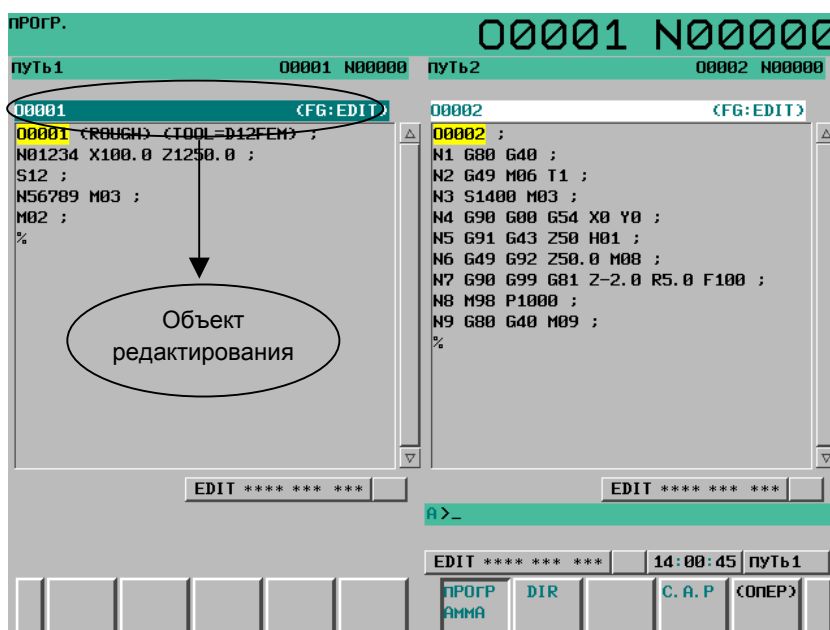 ПРОГР.
O0001 N00000
ПУТЬ1 O0001 N00000
O0001 (FG:EDIT)
O0001 (ROUGH) (TOOL=D12FEM) ;
N01234 X100.0 Z1250.0 ;
S12 ;
N56789 M03 ;
M02 ;
%
Объект
редактирования
EDIT **** *** ***
ПУТЬ2 O0002 N00000
O0002 (FG:EDIT)
O0002 ;
N1 G80 G40 ;
N2 G49 M06 T1 ;
N3 S1400 M03 ;
N4 G90 G00 G54 X0 Y0 ;
N5 G91 G43 Z50 H01 ;
N6 G49 G92 Z50.0 M08 ;
N7 G90 G99 G81 Z-2.0 R5.0 F100 ;
N8 M98 P1000 ;
N9 G80 G40 M09 ;
%
EDIT **** *** ***
A>_
EDIT **** *** *** 14:00:45 ПУТЬ1
ПРОГР DIR C.A.P (ОПЕР)
АММА